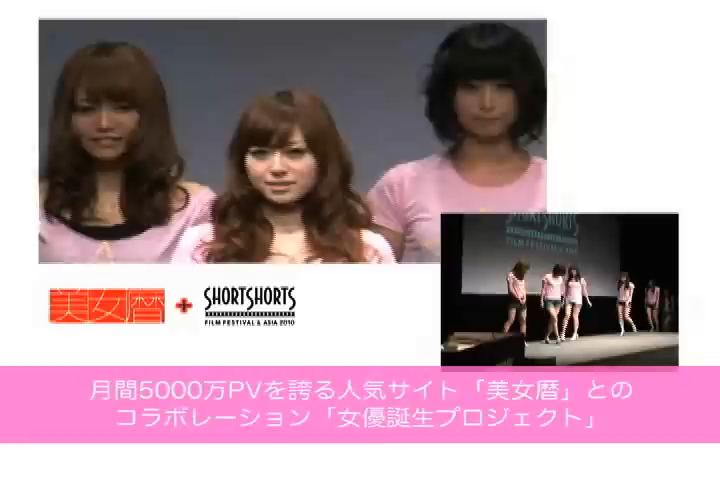 SHORTSHORTS
FILM FESTIVAL & ASIA
美女暦 + SHORTSHORTS
FILM FESTIVAL & ASIA 2010
月間5000万PVを誇る人気サイト「美女暦」との
コラボレーション「女優誕生プロジェクト」